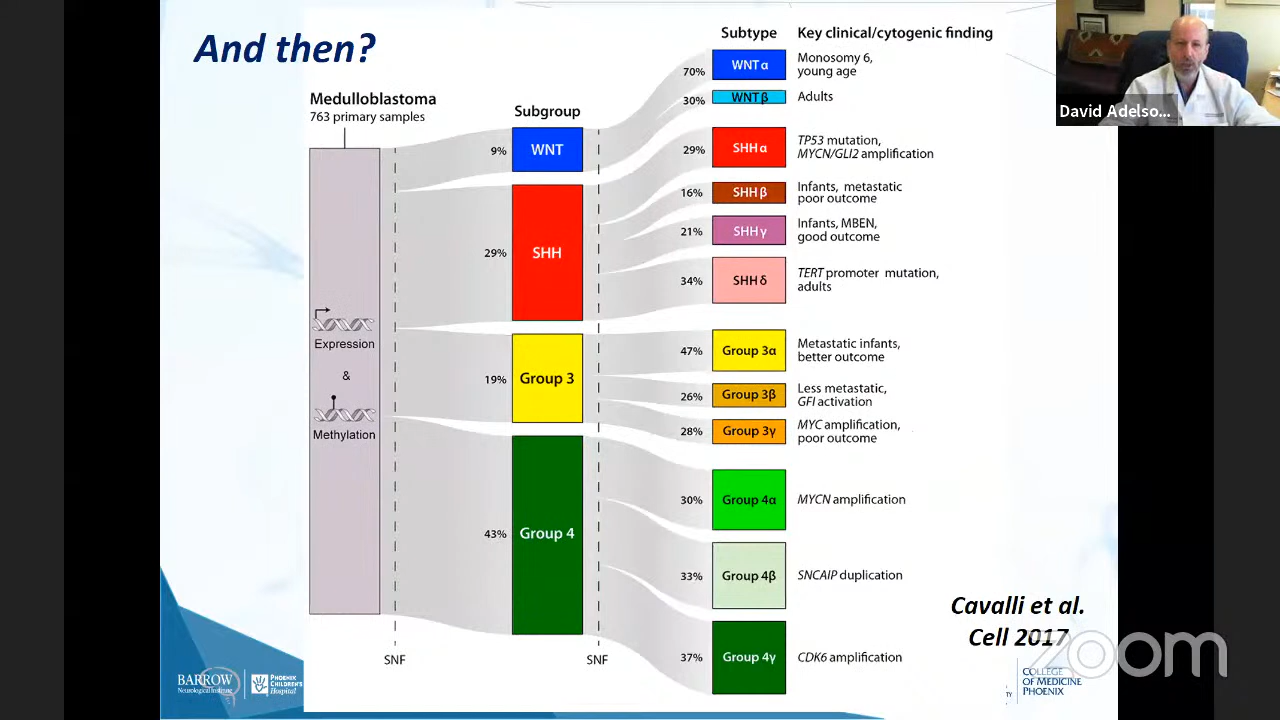 And then?
David Adelso...
Medulloblastoma
763 primary samples
Expression
&
Methylation
SNF
Subgroup
9%
WNT
29%
SHH
19%
Group 3
43%
Group 4
SNF
Subtype
Key clinical/cytogenic finding
70%
WNT α
Monosomy 6,
young age
30%
WNT β
Adults
29%
SHH α
TP53 mutation,
MYCN/GLI2 amplification
16%
SHH β
Infants, metastatic
poor outcome
21%
SHH γ
Infants, MBEN,
good outcome
34%
SHH δ
TERT promoter mutation,
adults
47%
Group 3α
Metastatic infants,
better outcome
26%
Group 3β
Less metastatic,
GFI activation
28%
Group 3γ
MYC amplification,
poor outcome
30%
Group 4α
MYCN amplification
33%
Group 4β
SNCAIP duplication
37%
Group 4γ
CDK6 amplification
Cavalli et al.
Cell 2017
zoom
BARROW
Neurological Institute
PHOENIX
CHILDREN'S
Hospital
COLLEGE
OF MEDICINE
PHOENIX